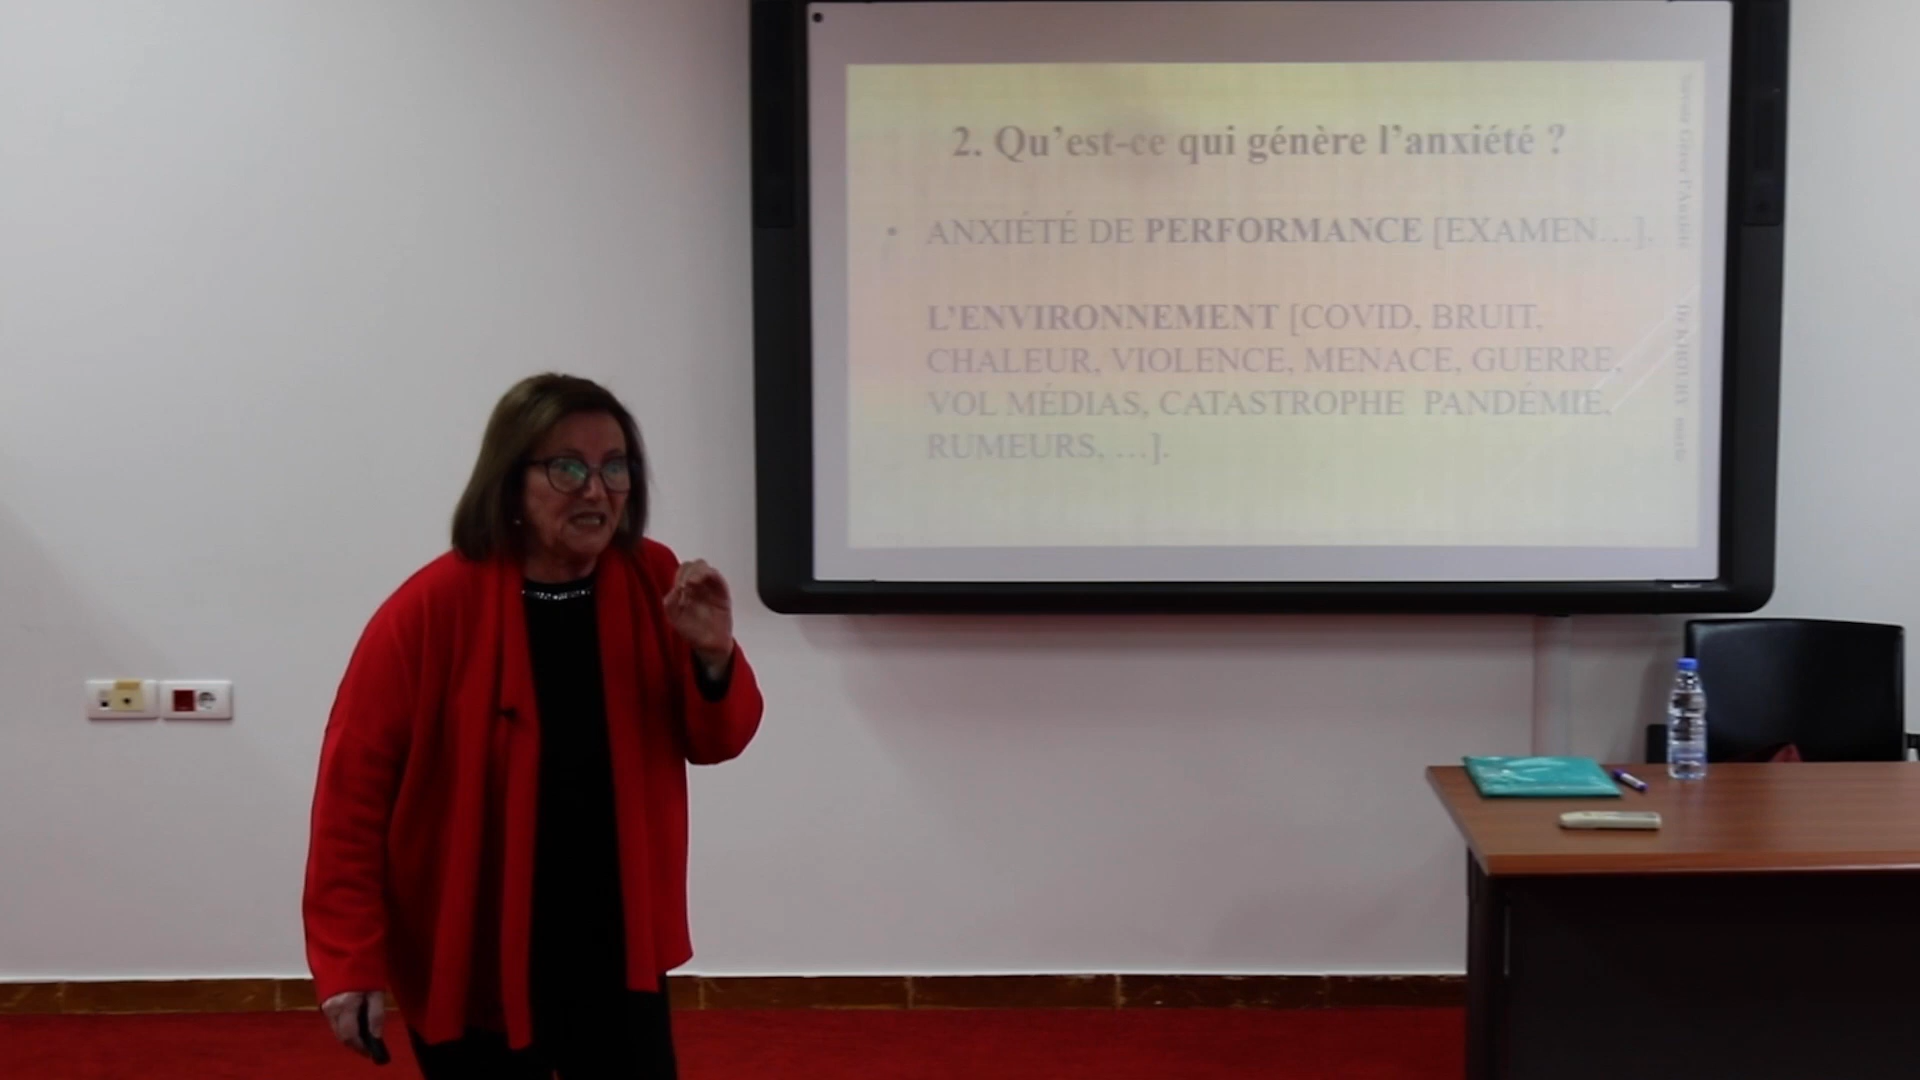 2. Qu'est-ce qui génère l'anxiété ?
• ANXIÉTÉ DE PERFORMANCE [EXAMEN…].
L'ENVIRONNEMENT [COVID, BRUIT,
CHALEUR, VIOLENCE, MENACE, GUERRE,
VOL MÉDIAS, CATASTROPHE PANDÉMIE,
RUMEURS, …].